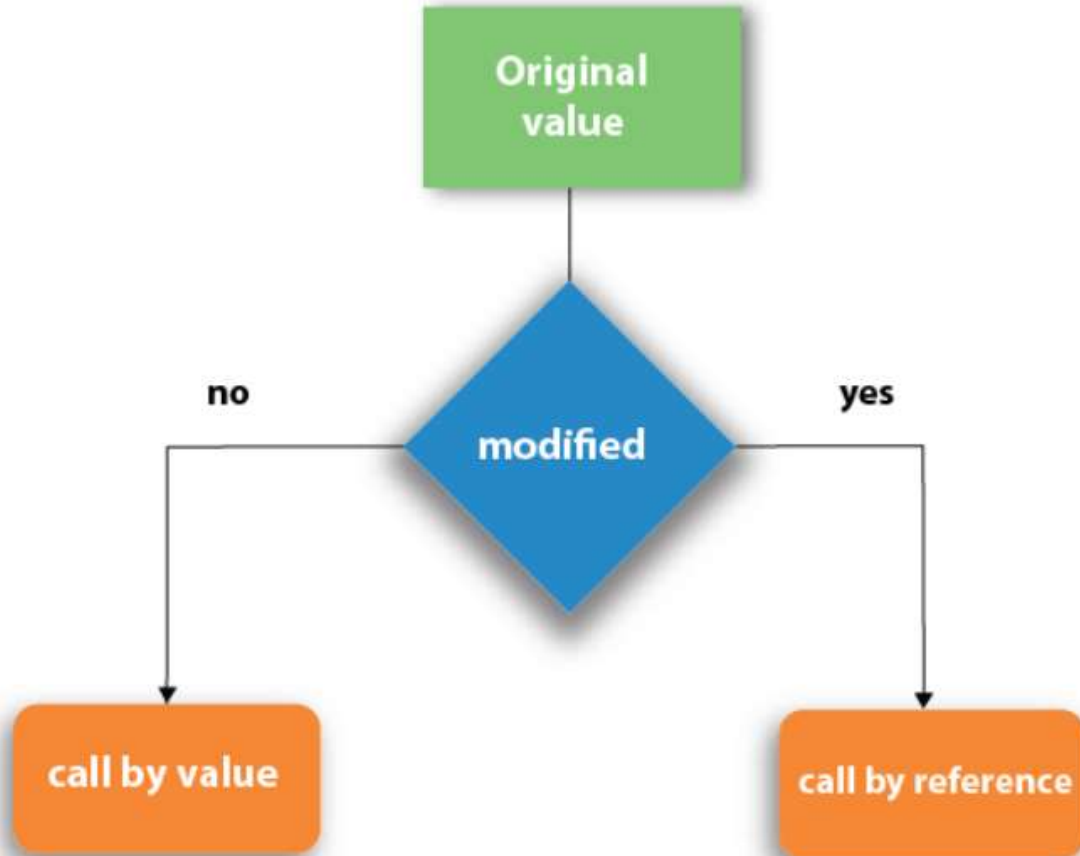 Original
value
no
yes
modified
call by value
call by reference